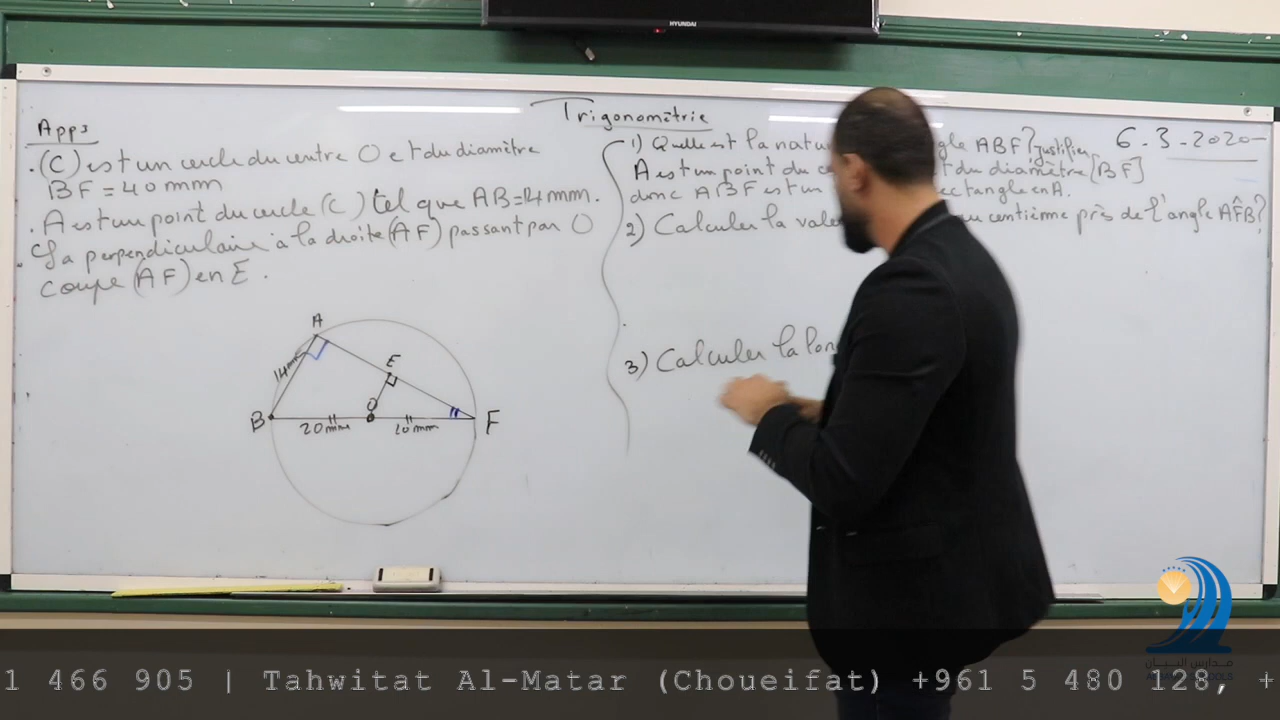 HYUNDAI
Trigonométrie
6.3.2020
App3
. (C) est un cercle du centre O et du diamètre
BF = 40 mm
. A est un point du cercle (C) tel que AB=14mm.
. La perpendiculaire à la droite (AF) passant par O
coupe (AF) en E.
A
14mm
E
O
B
20mm
20mm
F
1) Quelle est la natu gle ABF? justifier
A est un point du c t du diamètre [BF]
donc ABF est un ectangle en A.
2) Calculer la vale au centième près de l'angle AF̂B?
3) Calculer la lon
مدارس البيان
1 466 905 | Tahwitat Al-Matar (Choueifat) +961 5 480 128, +